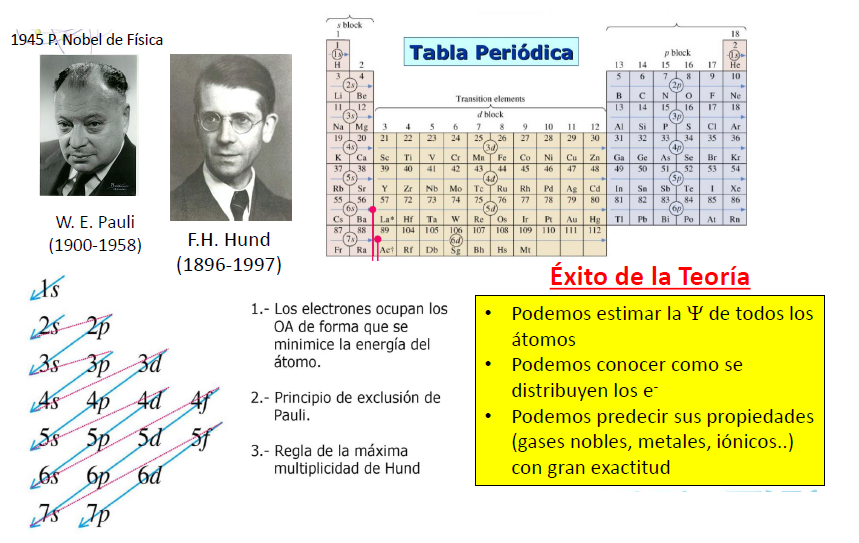 1945 P. Nobel de Física
W. E. Pauli
(1900-1958)
F.H. Hund
(1896-1997)
Tabla Periódica
s block
1
18
1
1s
H
2
1s
He
2
p block
13 14 15 16 17
3 4
2s
Li Be
5 6 7 8 9 10
2p
B C N O F Ne
Transition elements
d block
11 12
3s
Na Mg
13 14 15 16 17 18
3p
Al Si P S Cl Ar
3 4 5 6 7 8 9 10 11 12
19 20 21 22 23 24 25 26 27 28 29 30 31 32 33 34 35 36
4s 3d 4p
K Ca Sc Ti V Cr Mn Fe Co Ni Cu Zn Ga Ge As Se Br Kr
37 38 39 40 41 42 43 44 45 46 47 48 49 50 51 52 53 54
5s 4d 5p
Rb Sr Y Zr Nb Mo Tc Ru Rh Pd Ag Cd In Sn Sb Te I Xe
55 56 57 72 73 74 75 76 77 78 79 80 81 82 83 84 85 86
6s 5d 6p
Cs Ba La* Hf Ta W Re Os Ir Pt Au Hg Tl Pb Bi Po At Rn
87 88 89 104 105 106 107 108 109 110 111 112
7s 6d
Fr Ra Ac† Rf Db Sg Bh Hs Mt
1s
2s 2p
3s 3p 3d
4s 4p 4d 4f
5s 5p 5d 5f
6s 6p 6d
7s 7p
1.- Los electrones ocupan los
OA de forma que se
minimice la energía del
átomo.
2.- Principio de exclusión de
Pauli.
3.- Regla de la máxima
multiplicidad de Hund
Éxito de la Teoría
• Podemos estimar la Ψ de todos los
átomos
• Podemos conocer como se
distribuyen los e-
• Podemos predecir sus propiedades
(gases nobles, metales, iónicos..)
con gran exactitud